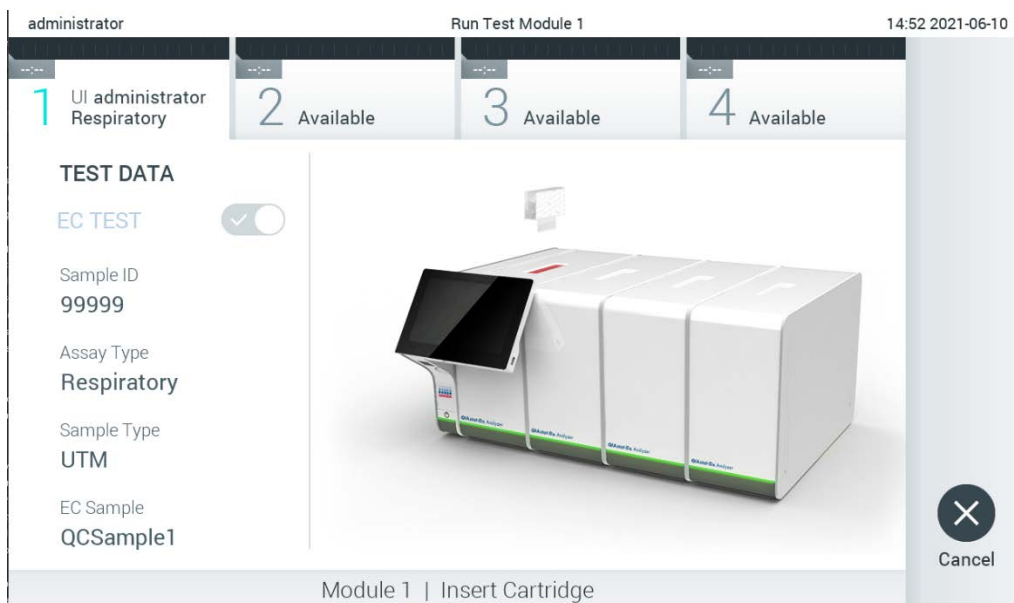 administrator Run Test Module 1 14:52 2021-06-10
--:-- --:-- --:-- --:--
1 UI administrator Respiratory
2 Available
3 Available
4 Available
TEST DATA
EC TEST
Sample ID
99999
Assay Type
Respiratory
Sample Type
UTM
EC Sample
QCSample1
Cancel
Module 1 | Insert Cartridge